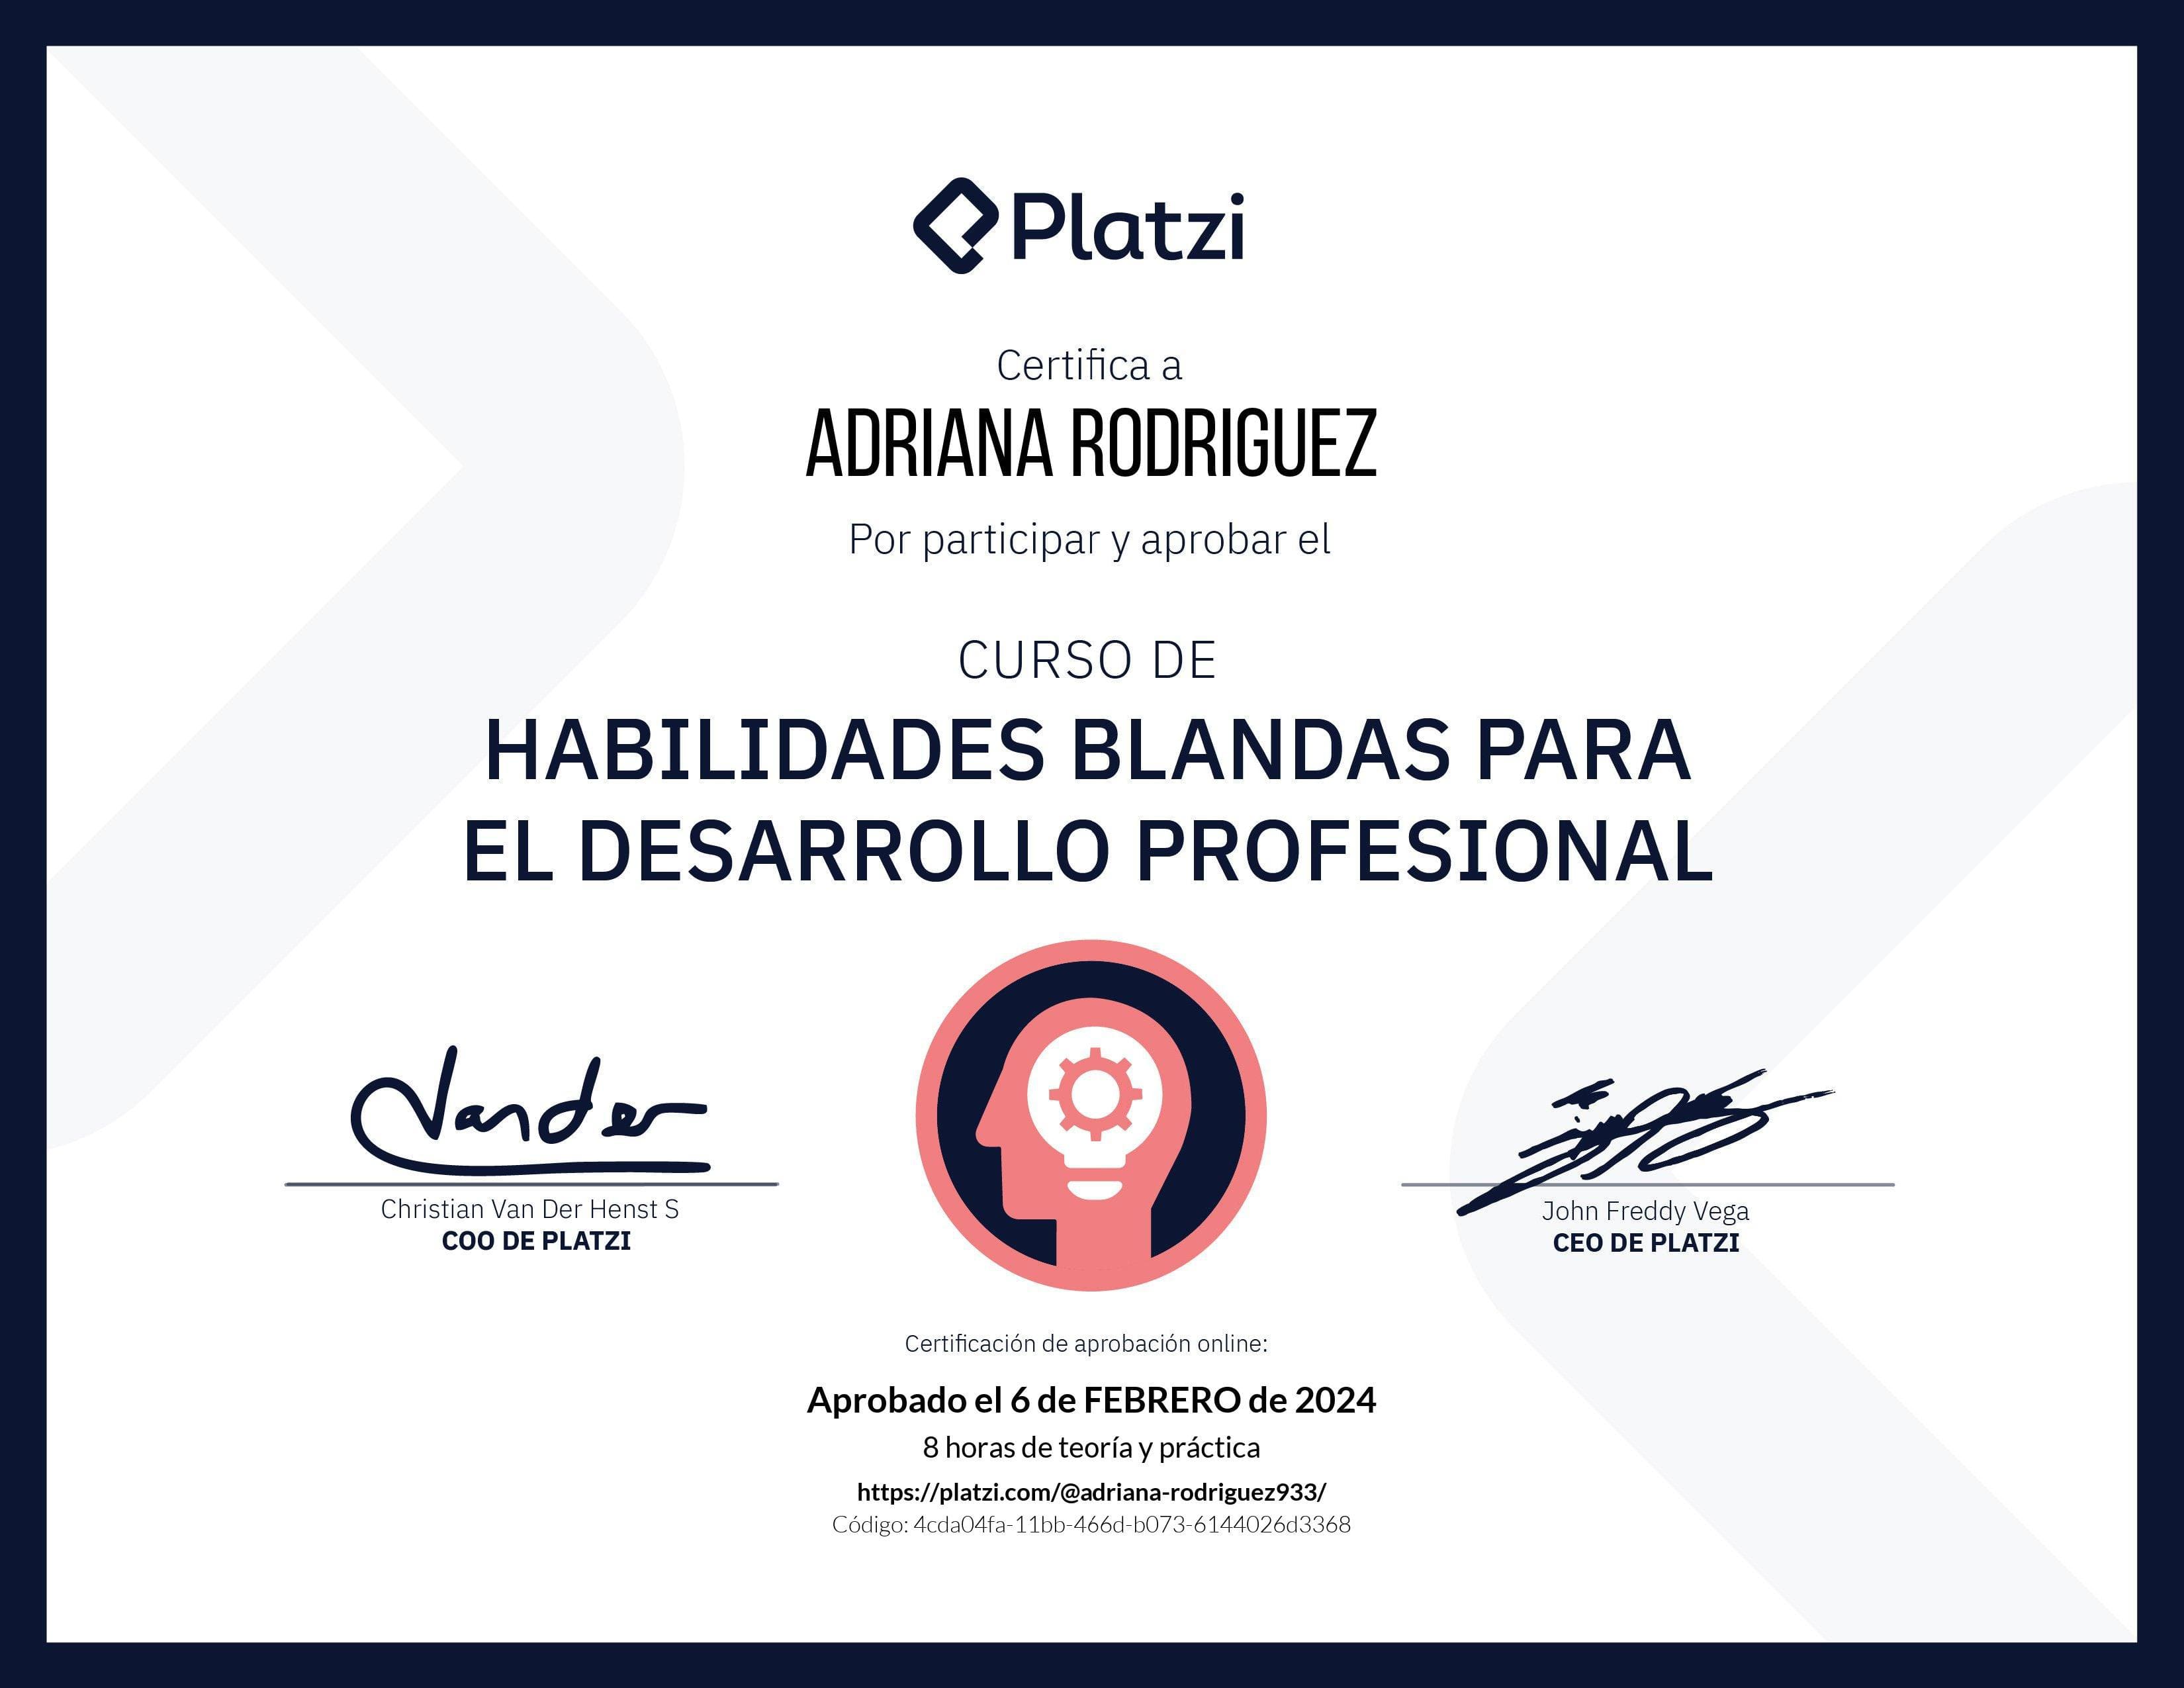 Platzi
Certifica a
ADRIANA RODRIGUEZ
Por participar y aprobar el
CURSO DE
HABILIDADES BLANDAS PARA
EL DESARROLLO PROFESIONAL
Vander
Christian Van Der Henst S
COO DE PLATZI
John Freddy Vega
CEO DE PLATZI
Certificación de aprobación online:
Aprobado el 6 de FEBRERO de 2024
8 horas de teoría y práctica
https://platzi.com/@adriana-rodriguez933/
Código: 4cda04fa-11bb-466d-b073-6144026d3368